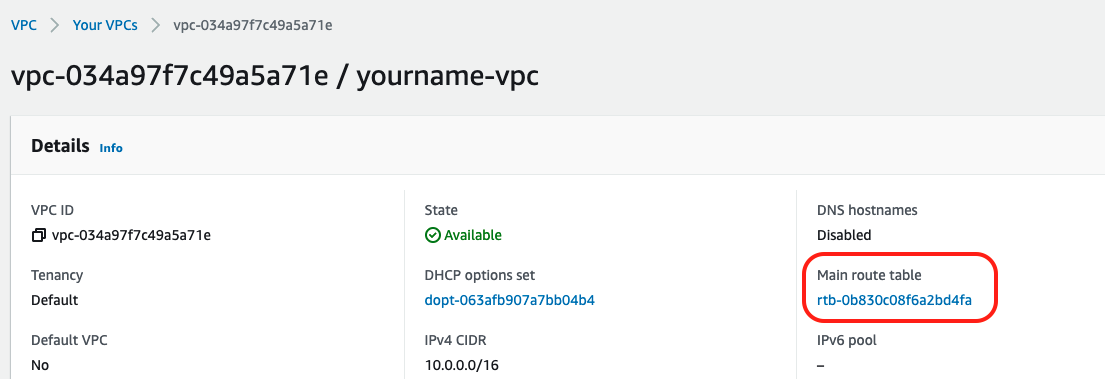 VPC > Your VPCs > vpc-034a97f7c49a5a71e
vpc-034a97f7c49a5a71e / yourname-vpc
Details Info
VPC ID
vpc-034a97f7c49a5a71e
State
Available
DNS hostnames
Disabled
Tenancy
Default
DHCP options set
dopt-063afb907a7bb04b4
Main route table
rtb-0b830c08f6a2bd4fa
Default VPC
No
IPv4 CIDR
10.0.0.0/16
IPv6 pool
–